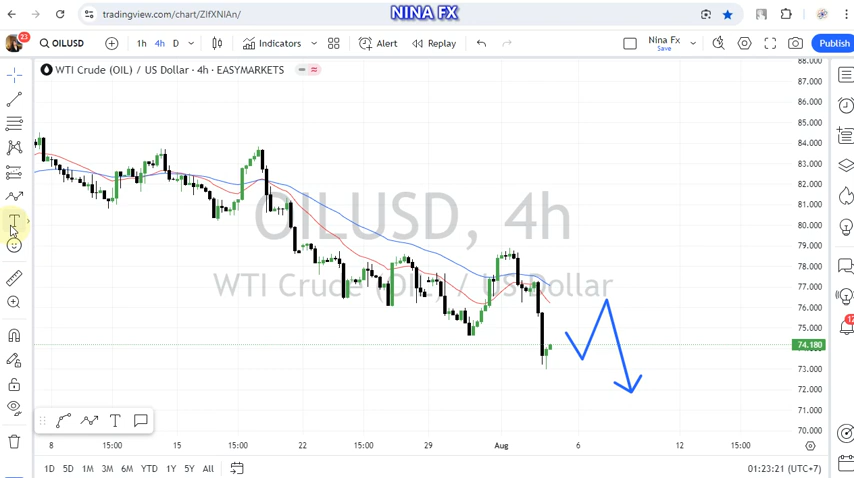 NINA FX
tradingview.com/chart/ZIfXNlAn/
23
OILUSD
1h
4h
D
Indicators
Alert
Replay
Nina Fx
Save
Publish
WTI Crude (OIL) / US Dollar · 4h · EASYMARKETS
OILUSD, 4h
WTI Crude (OIL) / US Dollar
88.000
87.000
86.000
85.000
84.000
83.000
82.000
81.000
80.000
79.000
78.000
77.000
76.000
75.000
74.180
73.000
72.000
71.000
70.000
8
15:00
15
15:00
22
15:00
29
Aug
6
12
15:00
1D
5D
1M
3M
6M
YTD
1Y
5Y
All
01:23:21 (UTC+7)